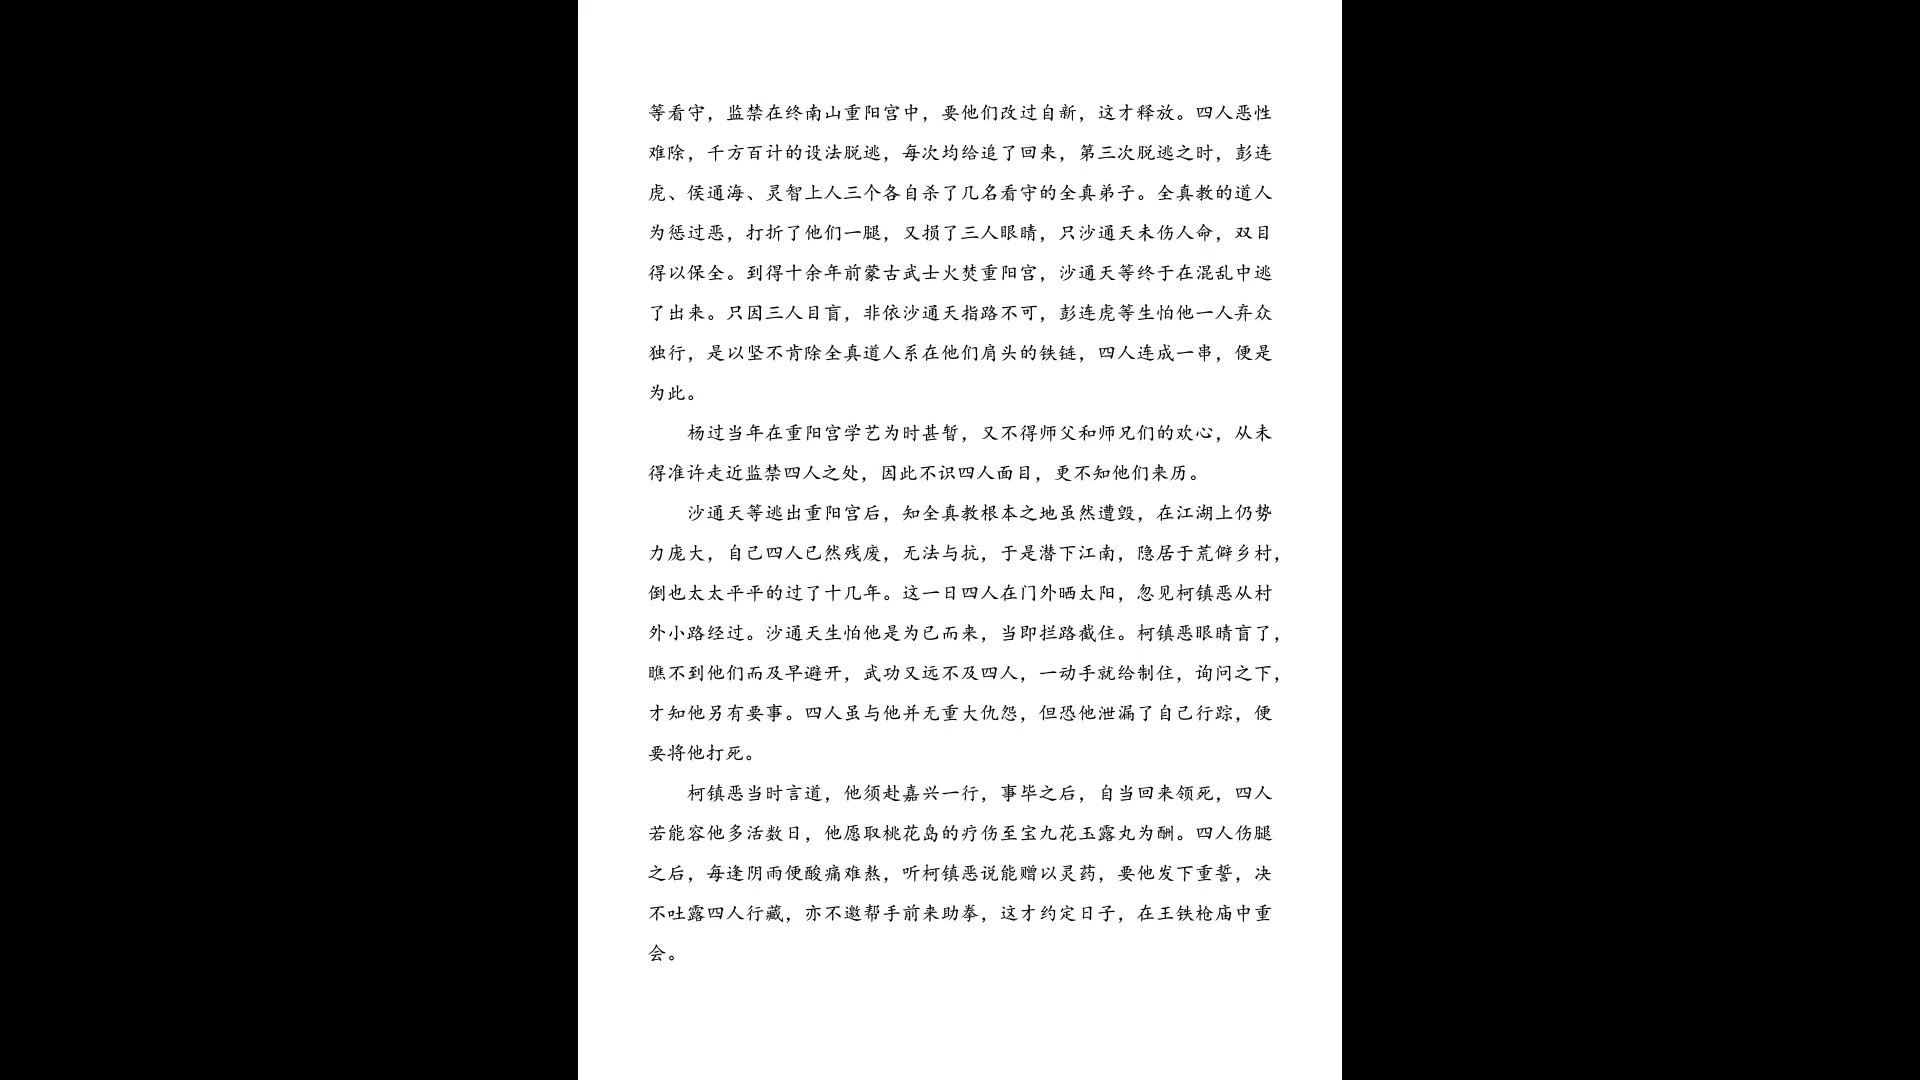 等看守，监禁在终南山重阳宫中，要他们改过自新，这才释放。四人恶性
难除，千方百计的设法脱逃，每次均给追了回来，第三次脱逃之时，彭连
虎、侯通海、灵智上人三个各自杀了几名看守的全真弟子。全真教的道人
为惩过恶，打折了他们一腿，又损了三人眼睛，只沙通天未伤人命，双目
得以保全。到得十余年前蒙古武士火焚重阳宫，沙通天等终于在混乱中逃
了出来。只因三人目盲，非依沙通天指路不可，彭连虎等生怕他一人弃众
独行，是以坚不肯除全真道人系在他们肩头的铁链，四人连成一串，便是
为此。
杨过当年在重阳宫学艺为时甚暂，又不得师父和师兄们的欢心，从未
得准许走近监禁四人之处，因此不识四人面目，更不知他们来历。
沙通天等逃出重阳宫后，知全真教根本之地虽然遭毁，在江湖上仍势
力庞大，自己四人已然残废，无法与抗，于是潜下江南，隐居于荒僻乡村，
倒也太太平平的过了十几年。这一日四人在门外晒太阳，忽见柯镇恶从村
外小路经过。沙通天生怕他是为已而来，当即拦路截住。柯镇恶眼睛盲了，
瞧不到他们而及早避开，武功又远不及四人，一动手就给制住，询问之下，
才知他另有要事。四人虽与他并无重大仇怨，但恐他泄漏了自己行踪，便
要将他打死。
柯镇恶当时言道，他须赴嘉兴一行，事毕之后，自当回来领死，四人
若能容他多活数日，他愿取桃花岛的疗伤至宝九花玉露丸为酬。四人伤腿
之后，每逢阴雨便酸痛难熬，听柯镇恶说能赠以灵药，要他发下重誓，决
不吐露四人行藏，亦不邀帮手前来助拳，这才约定日子，在王铁枪庙中重
会。